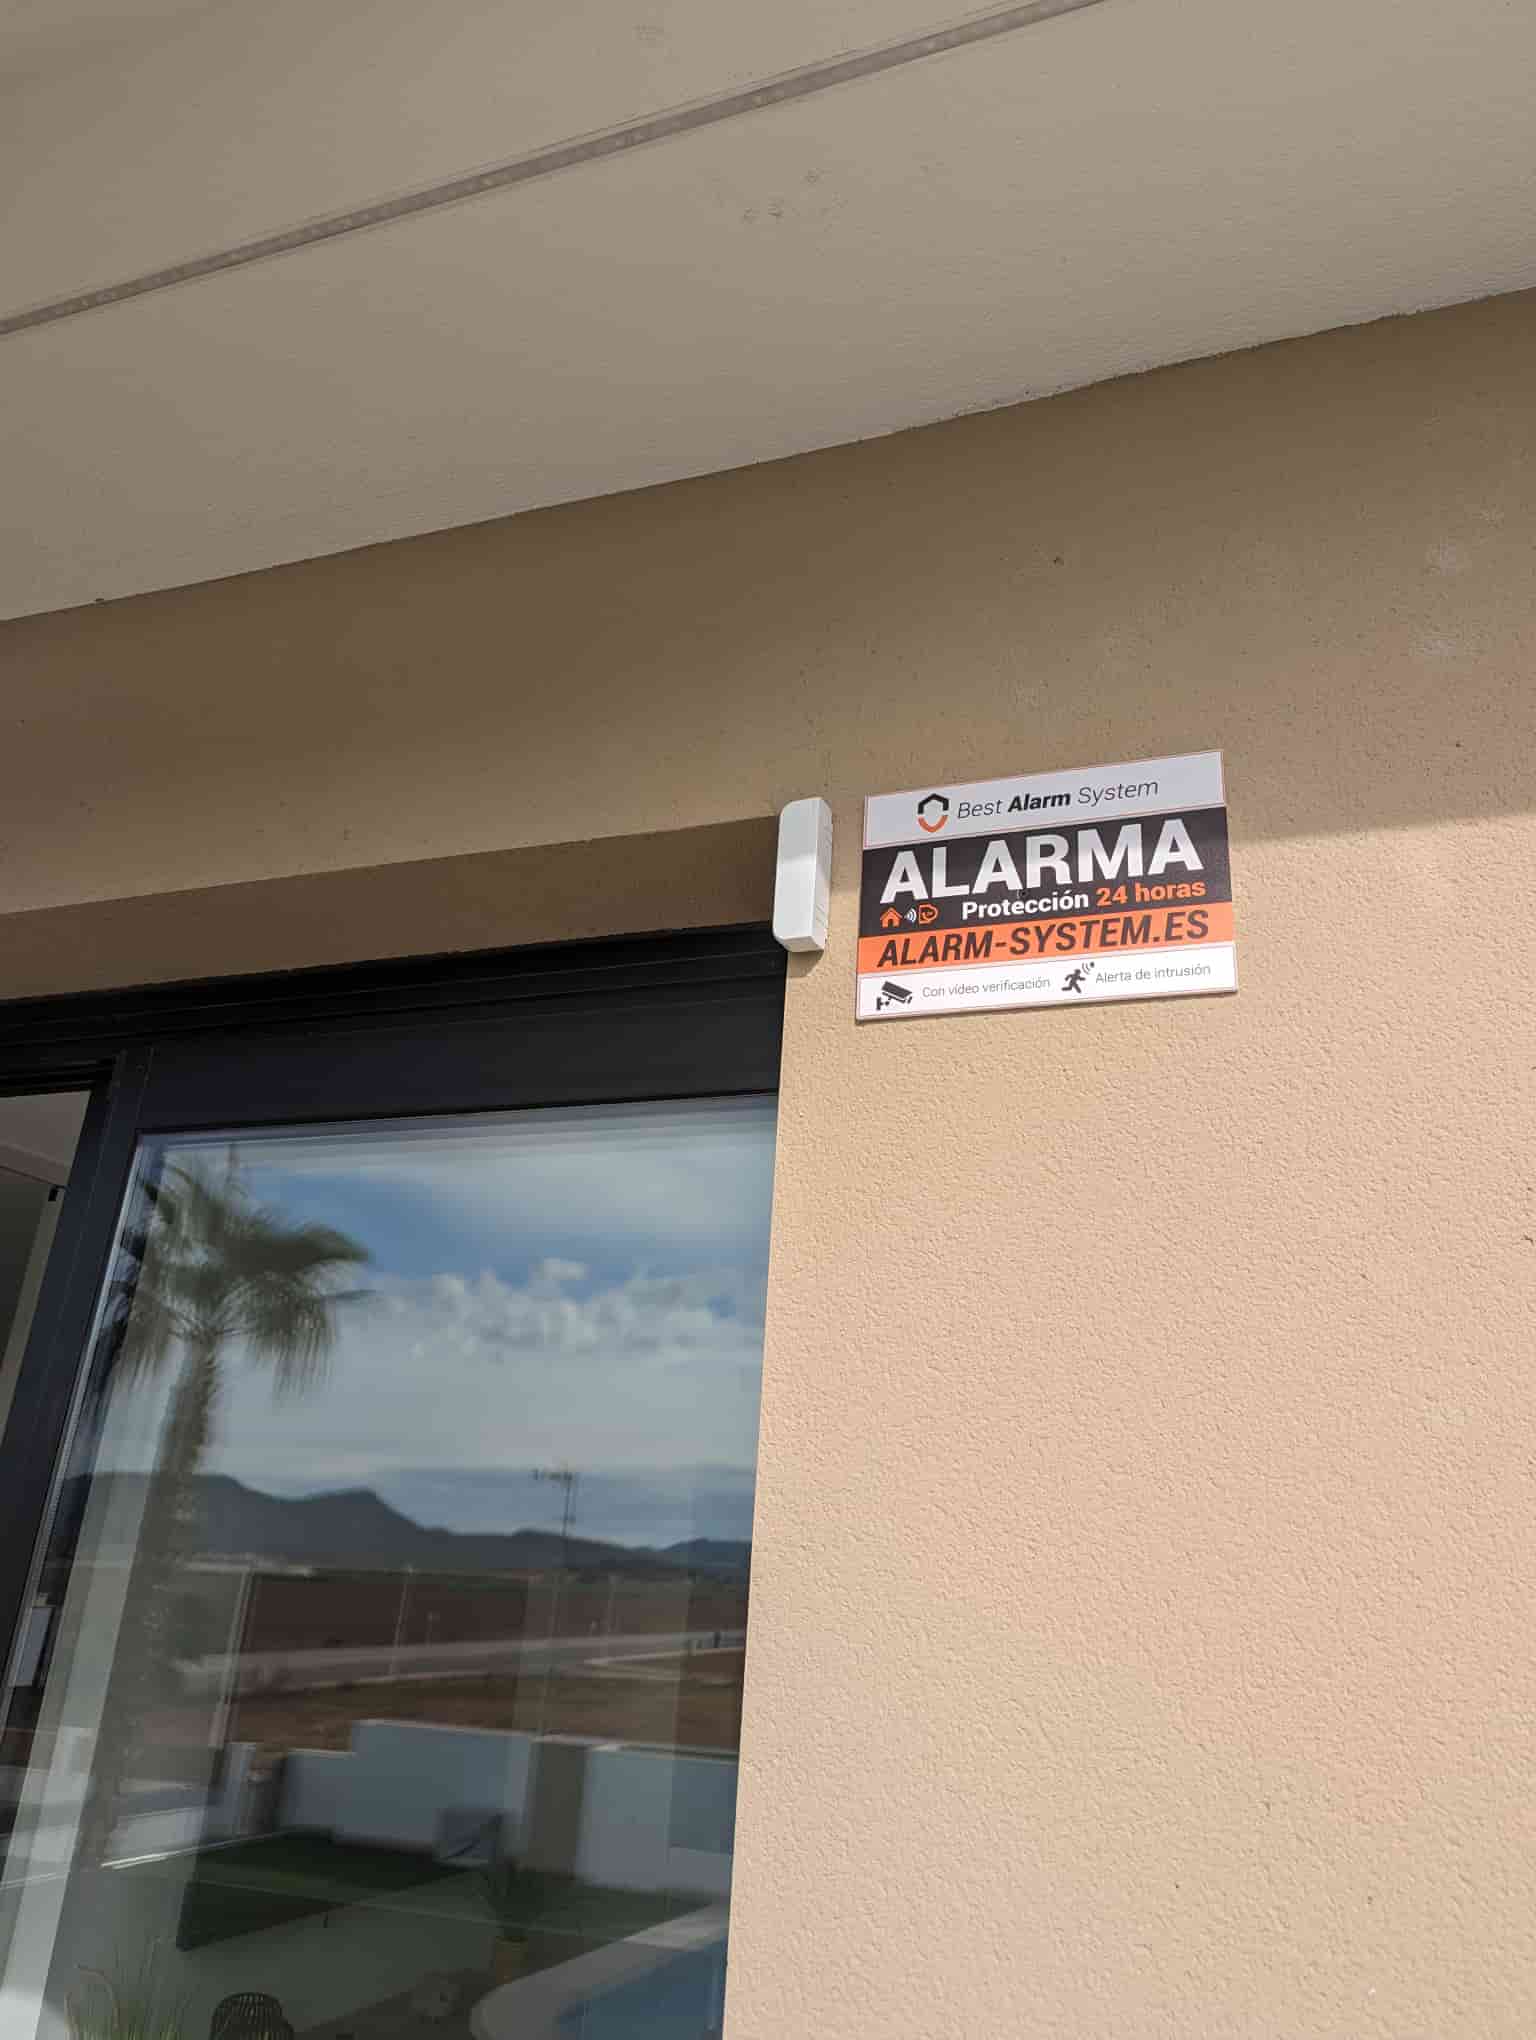 Best Alarm System
ALARMA
Protección 24 horas
ALARM-SYSTEM.ES
Con vídeo verificación Alerta de intrusión